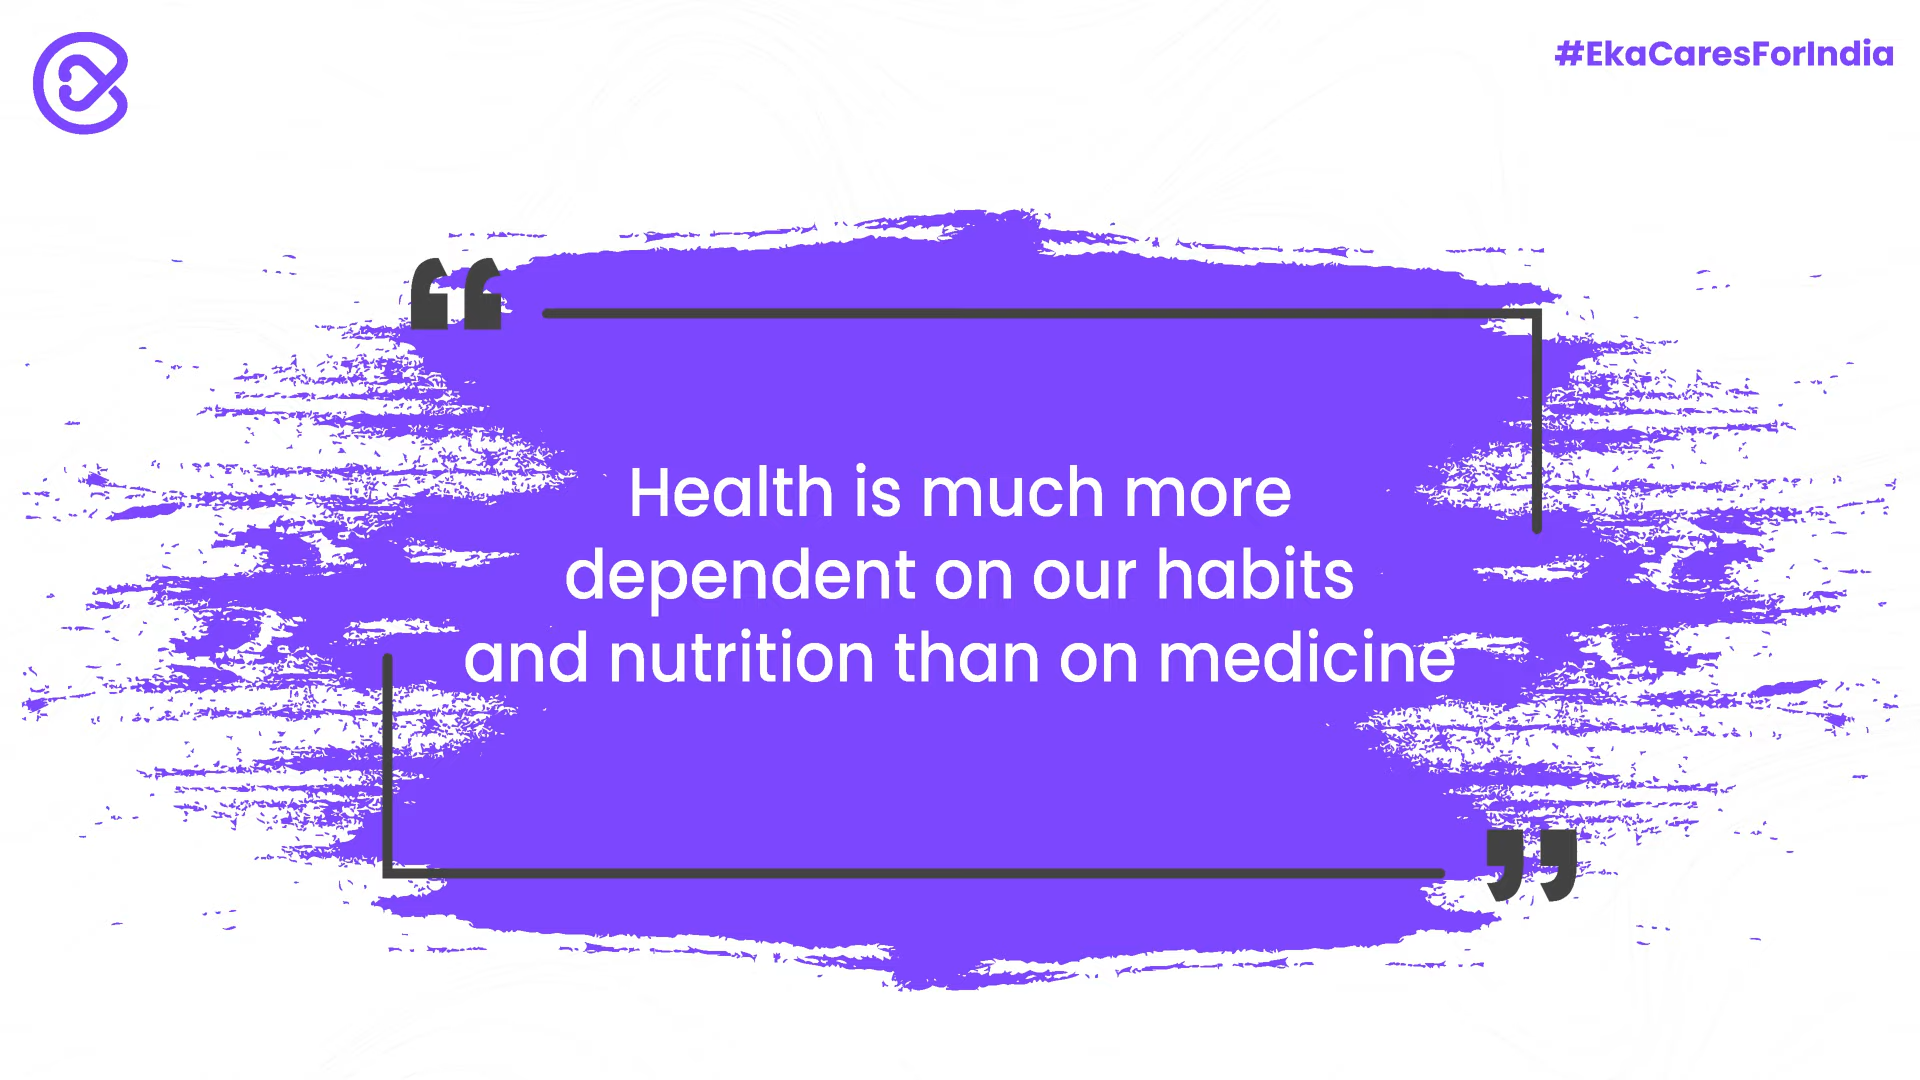 #EkaCaresForIndia
“
Health is much more
dependent on our habits
and nutrition than on medicine
”